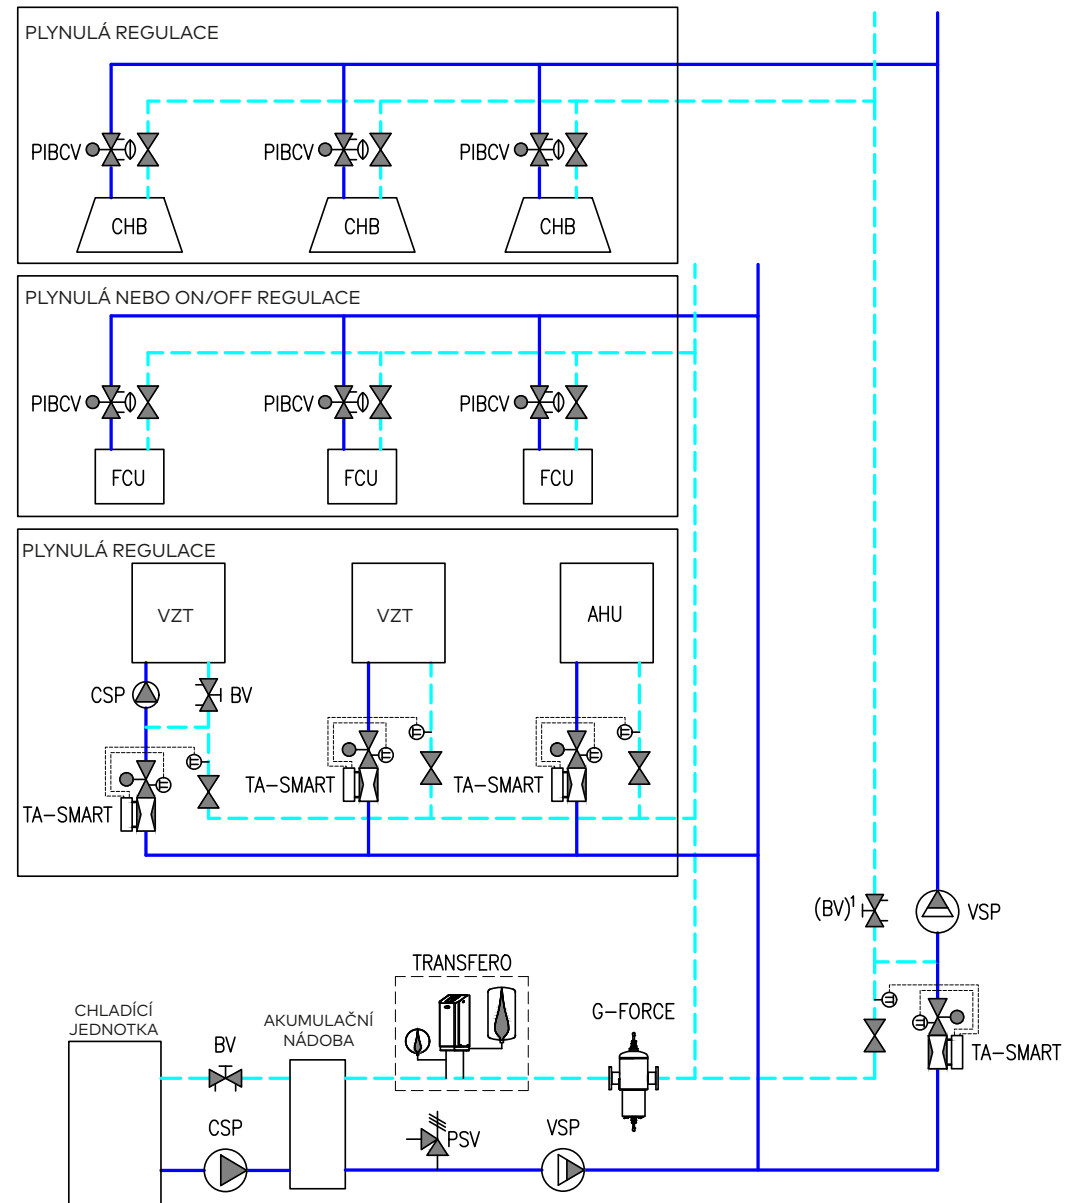 PLYNULÁ REGULACE
PIBCV PIBCV PIBCV
CHB CHB CHB
PLYNULÁ NEBO ON/OFF REGULACE
PIBCV PIBCV PIBCV
FCU FCU FCU
PLYNULÁ REGULACE
VZT VZT AHU
CSP BV
TA-SMART TA-SMART TA-SMART
(BV)¹ VSP
TRANSFERO
G-FORCE
CHLADÍCÍ
JEDNOTKA
AKUMULAČNÍ
NÁDOBA
BV
TA-SMART
CSP
PSV
VSP